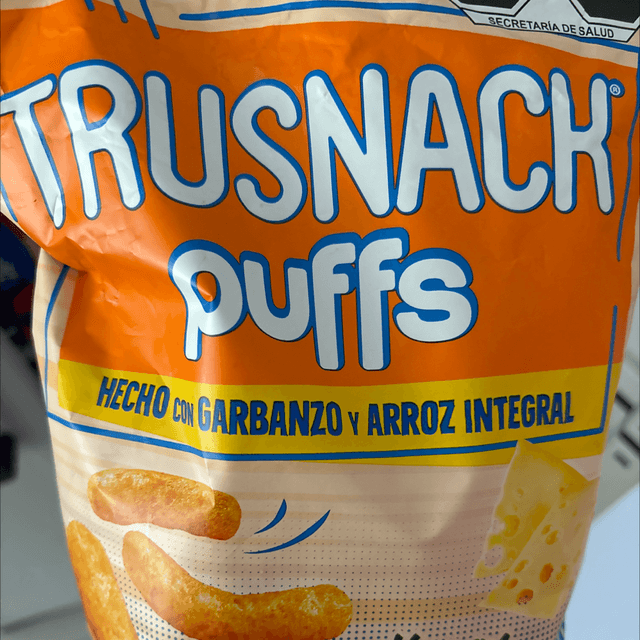 SECRETARÍA DE SALUD
TRUSNACK®
puffs
HECHO CON GARBANZO Y ARROZ INTEGRAL